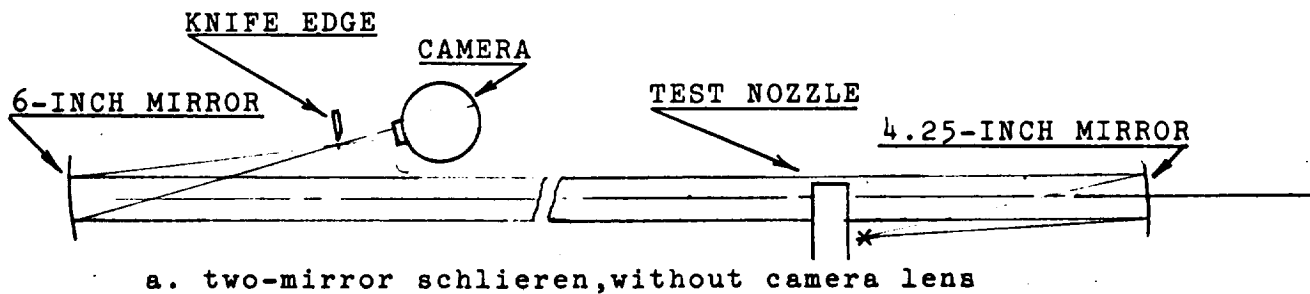 KNIFE EDGE
CAMERA
6-INCH MIRROR
TEST NOZZLE
4.25-INCH MIRROR
a. two-mirror schlieren,without camera lens